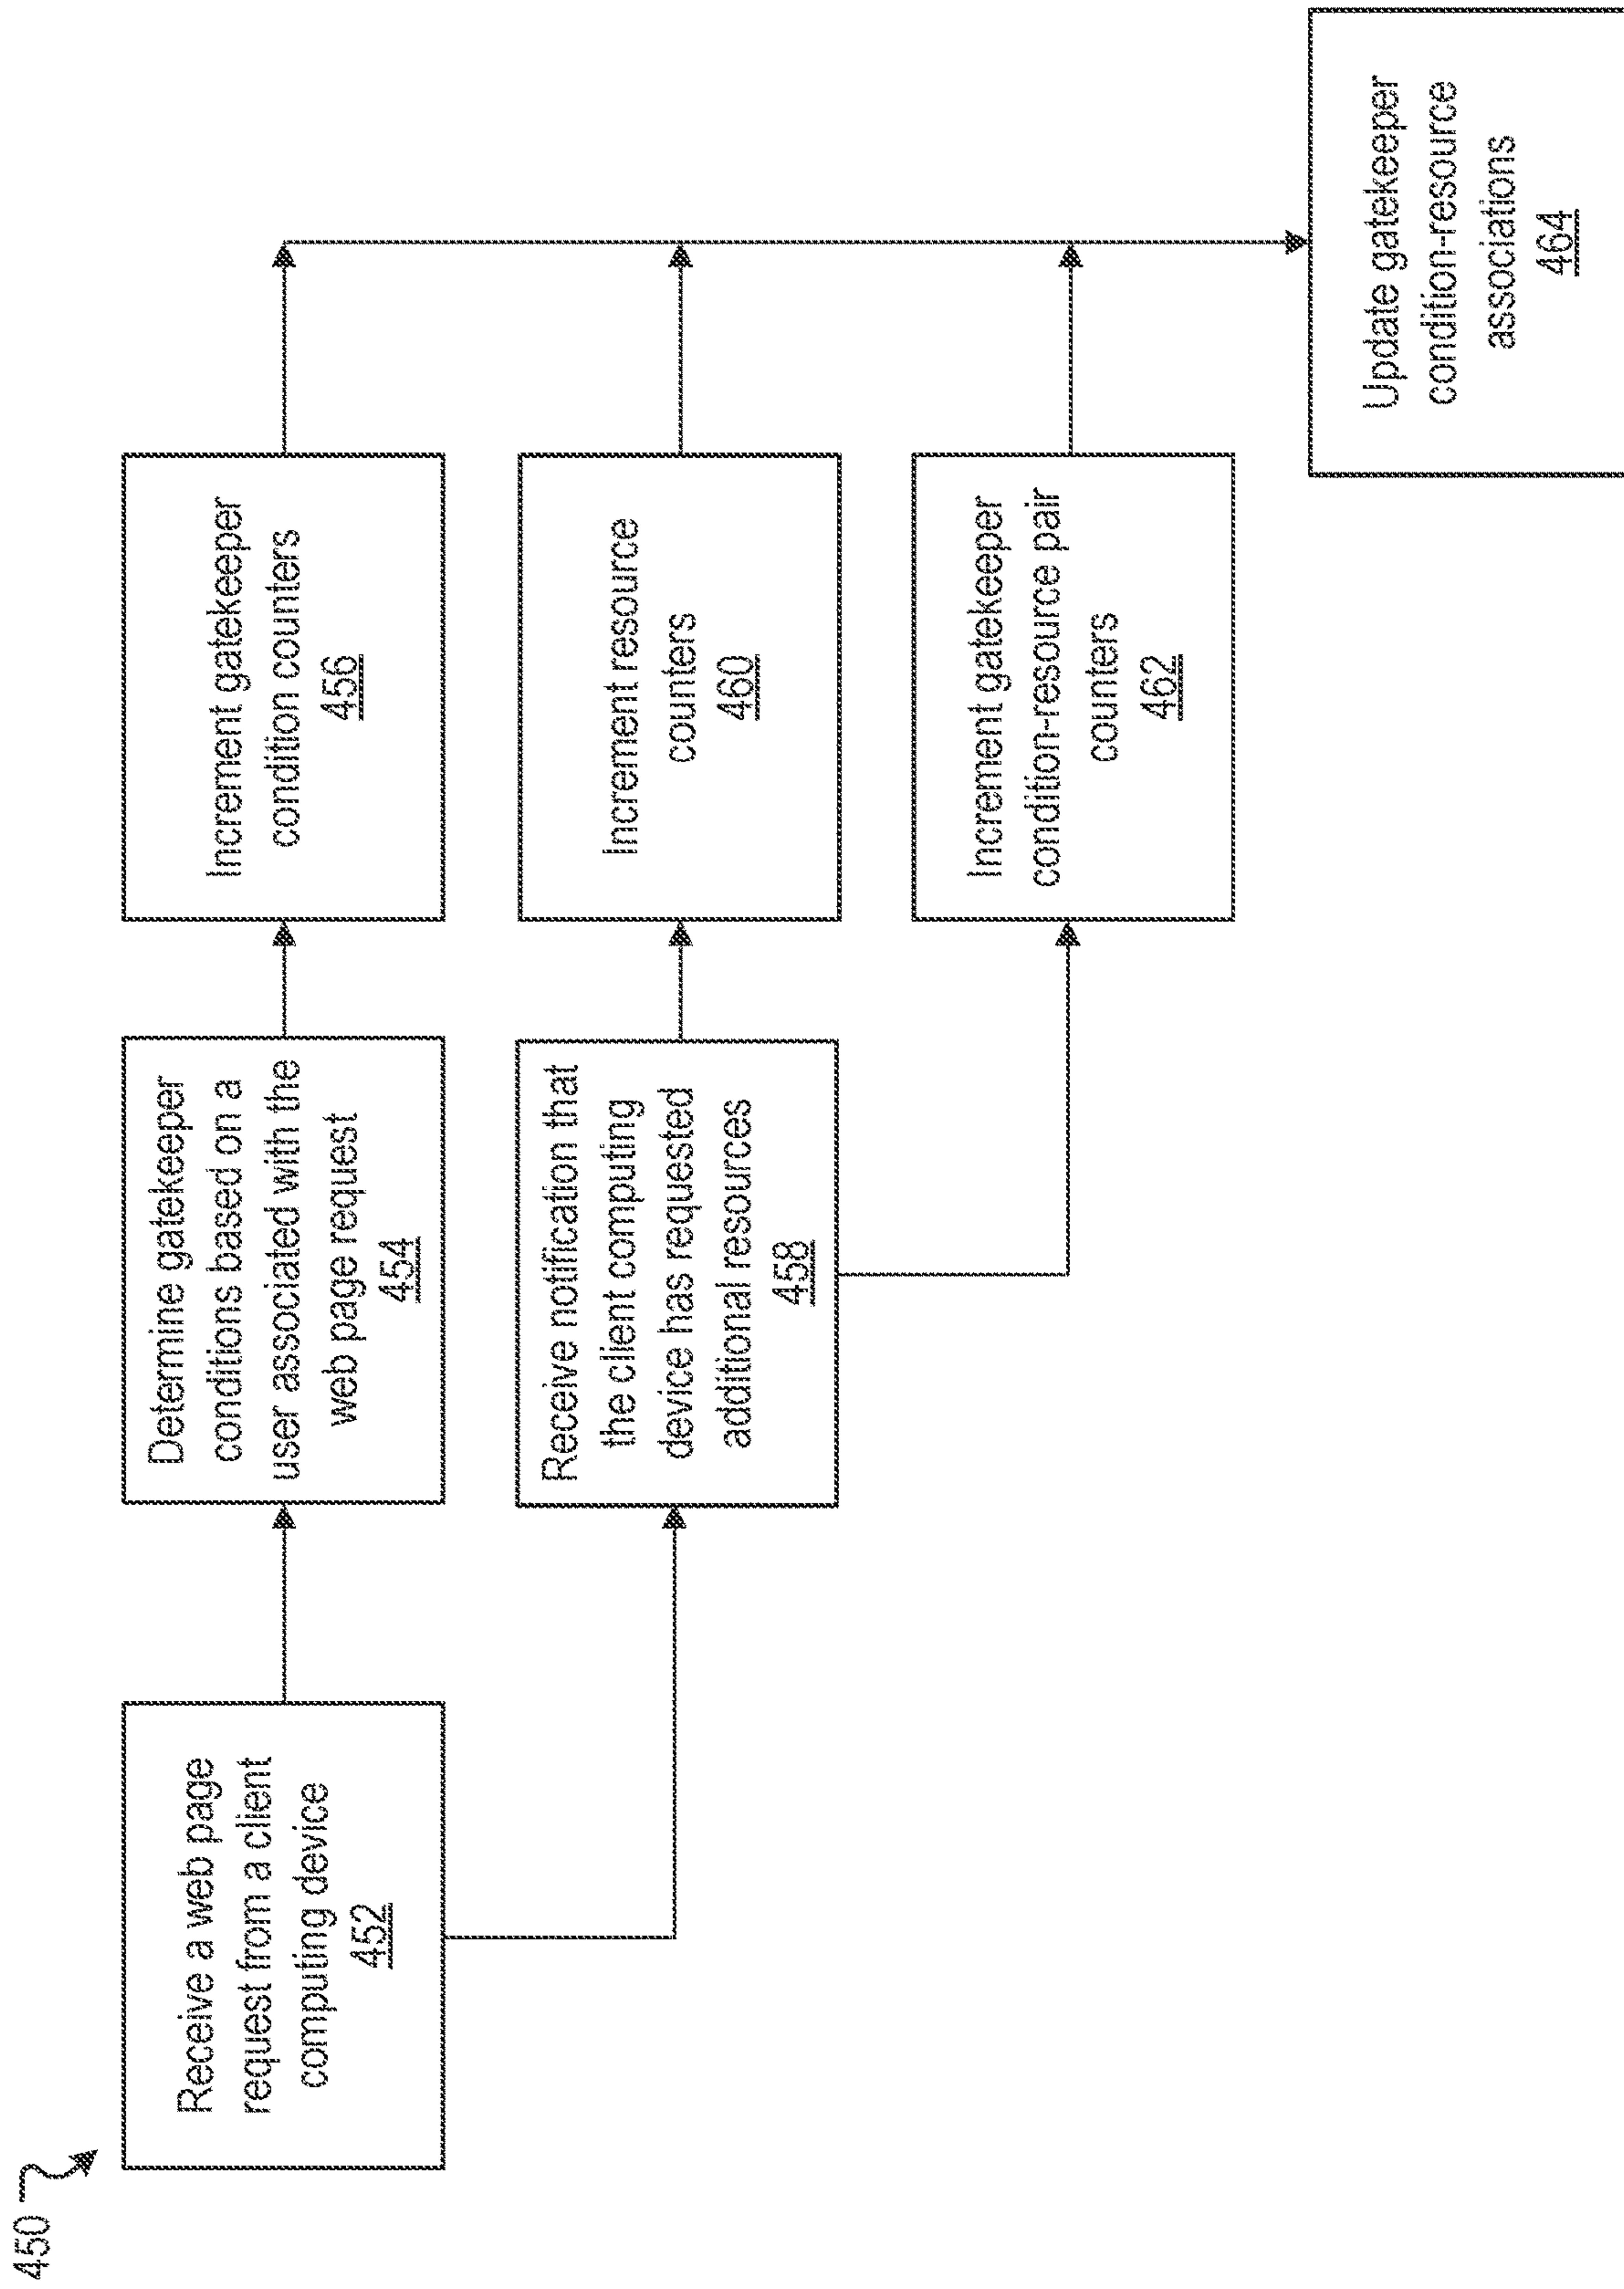 450
Receive a web page
request from a client
computing device
452
Determine gatekeeper
conditions based on a
user associated with the
web page request
454
Increment gatekeeper
condition counters
456
Receive notification that
the client computing
device has requested
additional resources
458
Increment resource
counters
460
Increment gatekeeper
condition-resource pair
counters
462
Update gatekeeper
condition-resource
associations
464